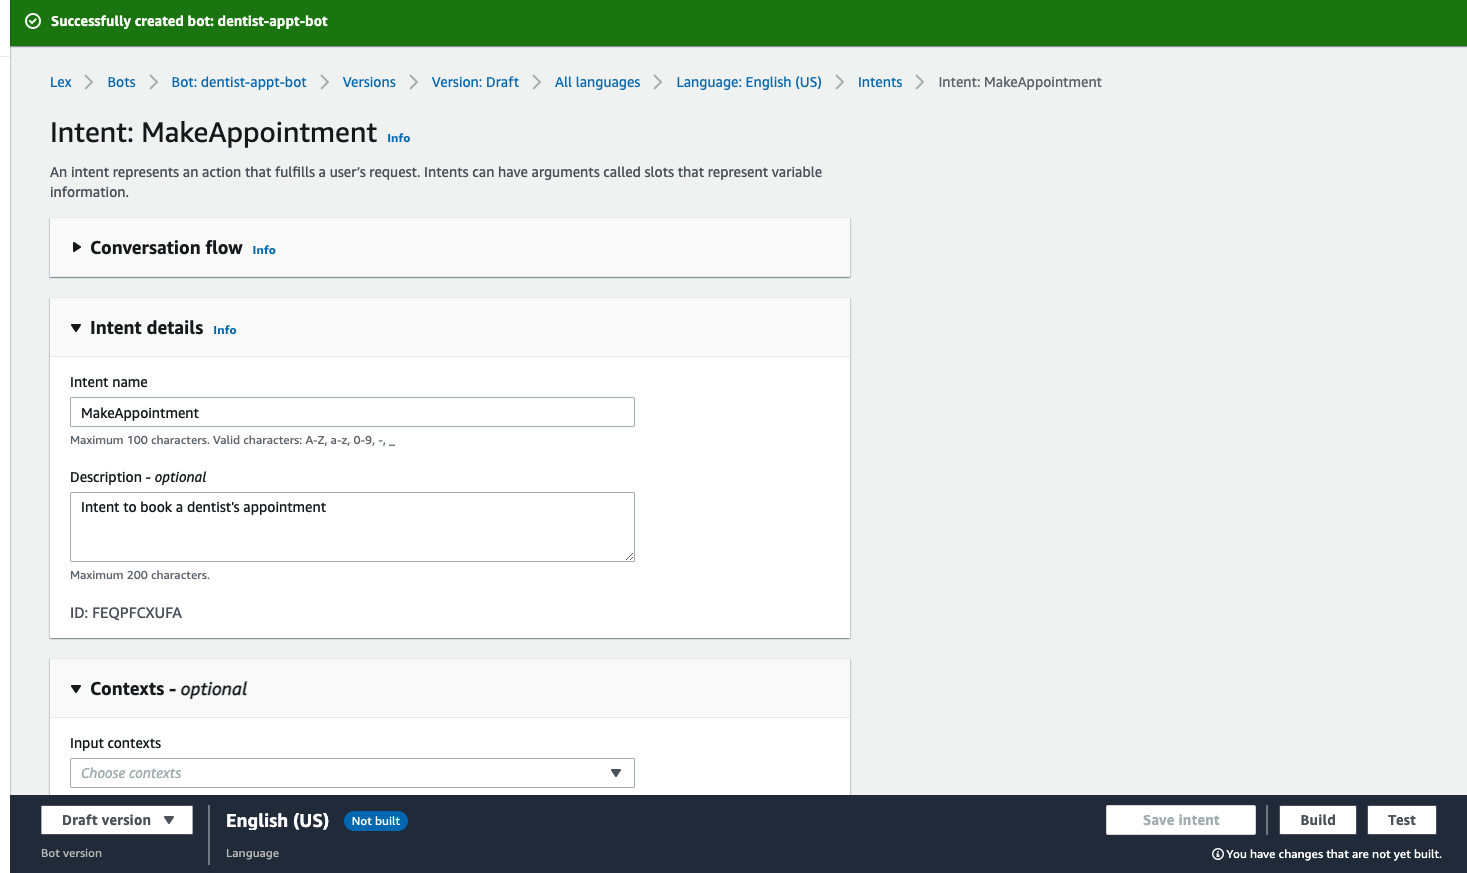 Successfully created bot: dentist-appt-bot
Lex Bots Bot: dentist-appt-bot Versions Version: Draft All languages Language: English (US) Intents Intent: MakeAppointment
Intent: MakeAppointment Info
An intent represents an action that fulfills a user's request. Intents can have arguments called slots that represent variable
information.
Conversation flow Info
Intent details Info
Intent name
MakeAppointment
Maximum 100 characters. Valid characters: A-Z, a-z, 0-9, -, _
Description - optional
Intent to book a dentist's appointment
Maximum 200 characters.
ID: FEQPFCXUFA
Contexts - optional
Input contexts
Choose contexts
Draft version English (US) Not built Save intent Build Test
Bot version Language You have changes that are not yet built.